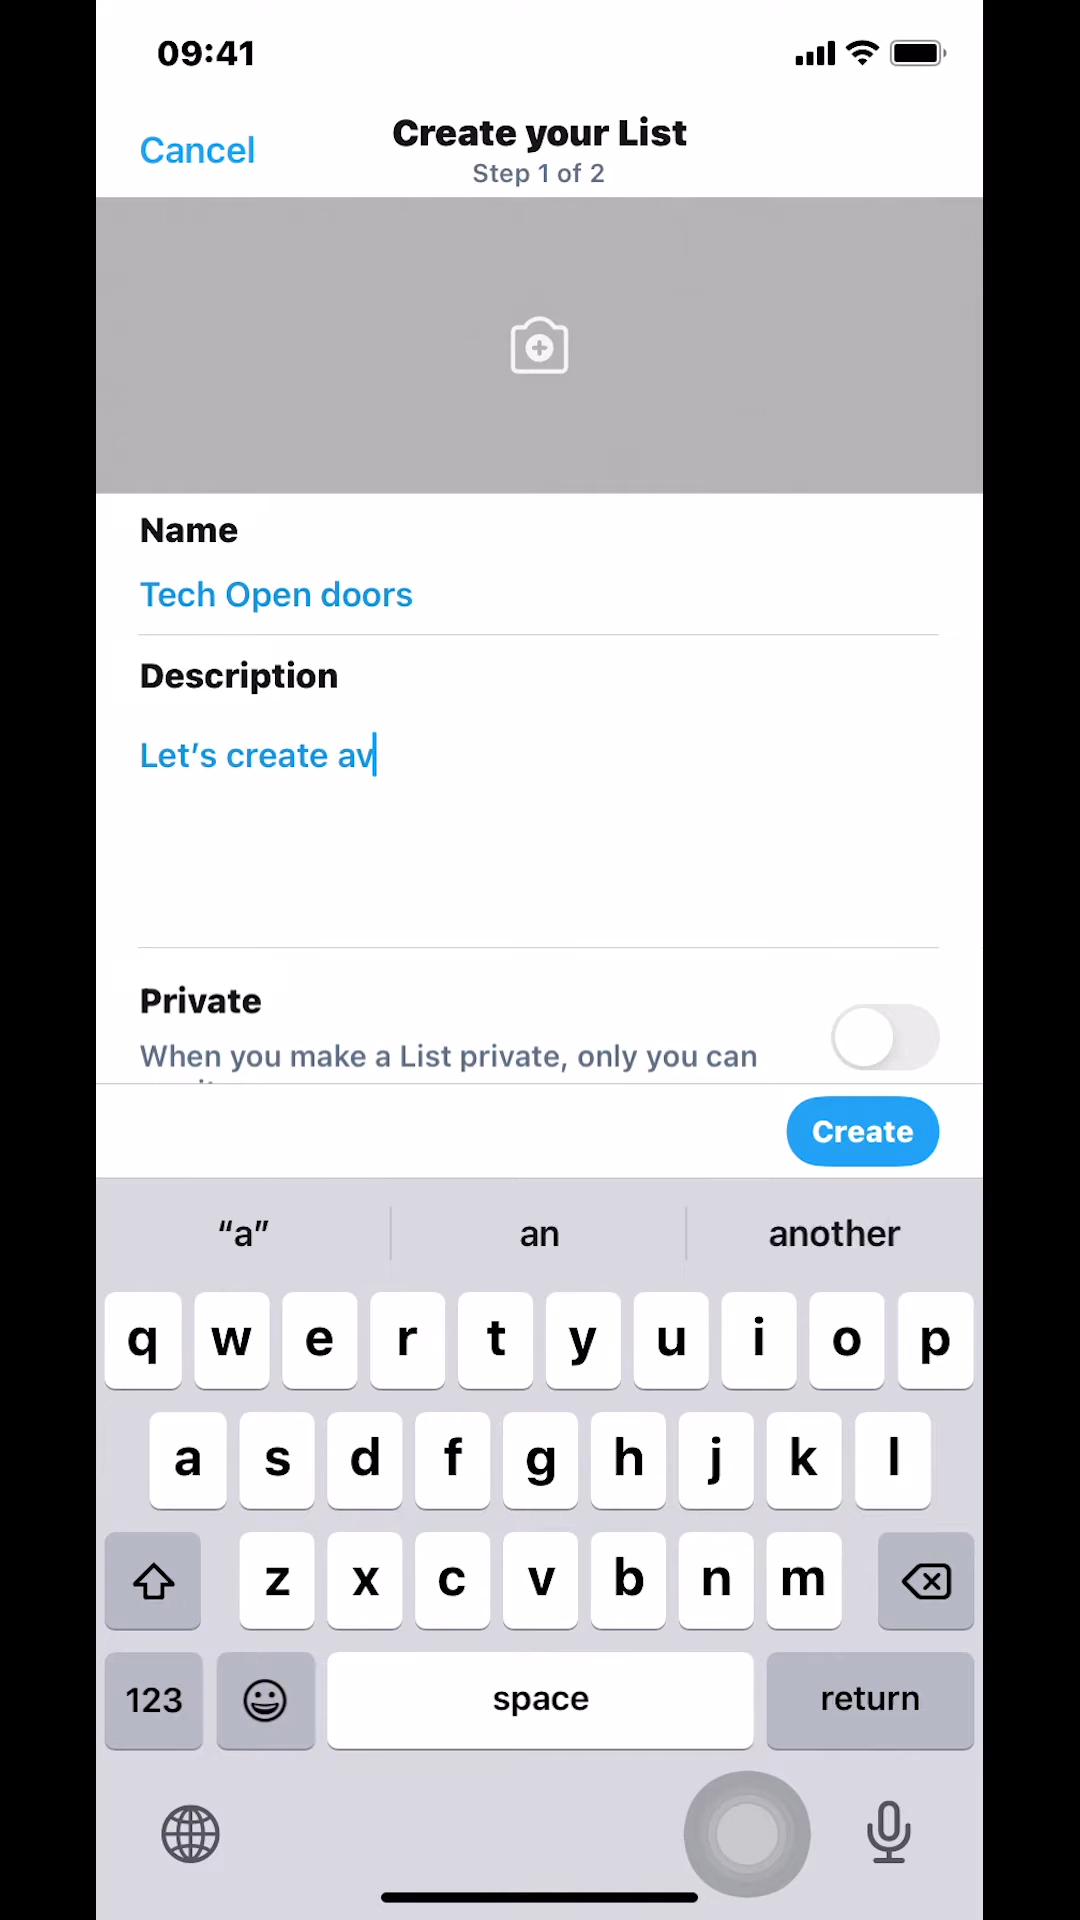 09:41
Cancel
Create your List
Step 1 of 2
Name
Tech Open doors
Description
Let’s create av
Private
When you make a List private, only you can
Create
“a” an another
q w e r t y u i o p
a s d f g h j k l
z x c v b n m
123 space return